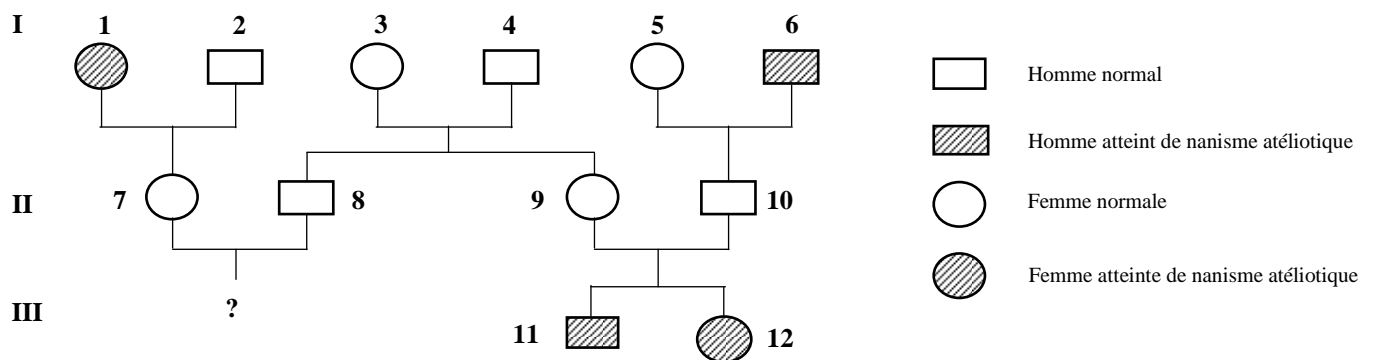 I 1 2 3 4 5 6
Homme normal
Homme atteint de nanisme atéliotique
II 7 8 9 10
Femme normale
Femme atteinte de nanisme atéliotique
III ? 11 12